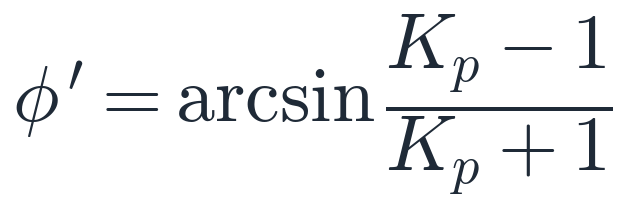 ϕ′ = arcsin (K_p − 1)/(K_p + 1)